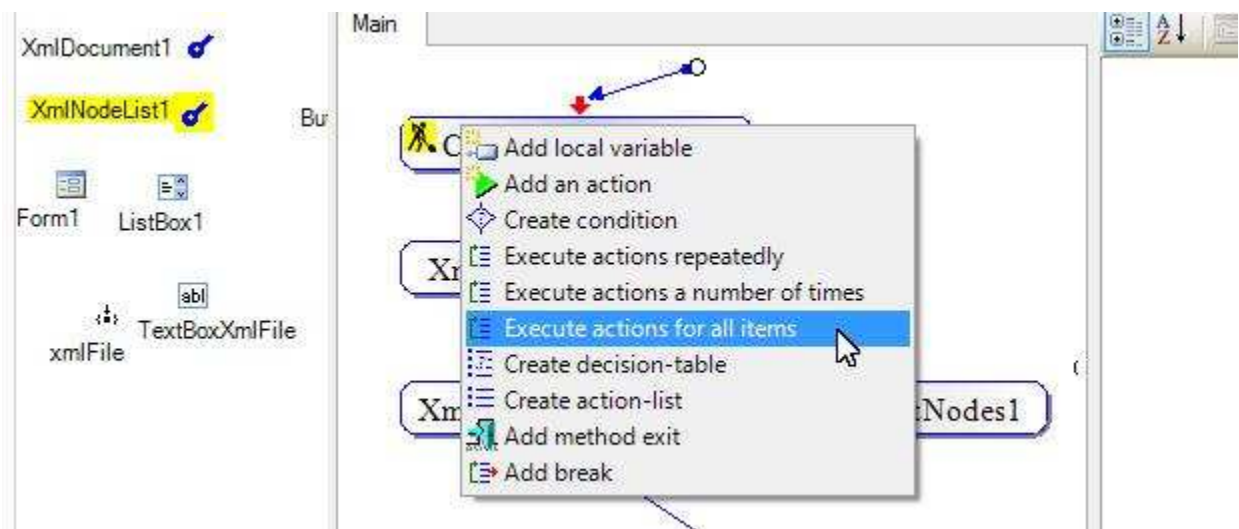 Main
XmlDocument1
XmlNodeList1
Form1
ListBox1
abl
TextBoxXmlFile
xmlFile
Add local variable
Add an action
Create condition
Execute actions repeatedly
Execute actions a number of times
Execute actions for all items
Create decision-table
Create action-list
Add method exit
Add break
tNodes1
A
Z